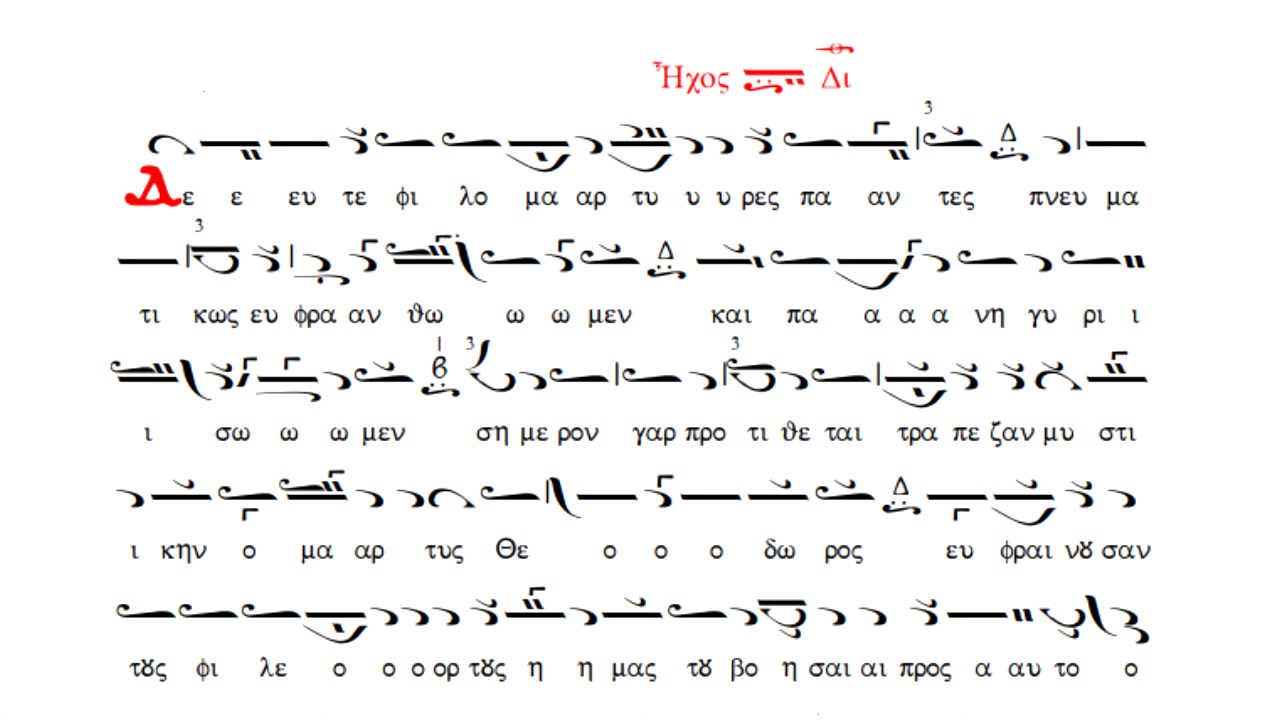 Ἦχος Δι
Δε ε ευ τε φι λο μα αρ τυ υ υ ρες πα αν τες πνευ μα
τι κως ευ φρα αν θω ω ω μεν και πα α α α νη γυ ρι ι
ι σω ω ω μεν ση με ρον γαρ προ τι θε ται τρα πε ζαν μυ στι
ι κην ο μα αρ τυς Θε ο ο ο δω ρος ευ φραι νȣ σαν
τȣς φι λε ο ο ο ορ τȣς η η μας τȣ βο η σαι αι προς α αυ το ο